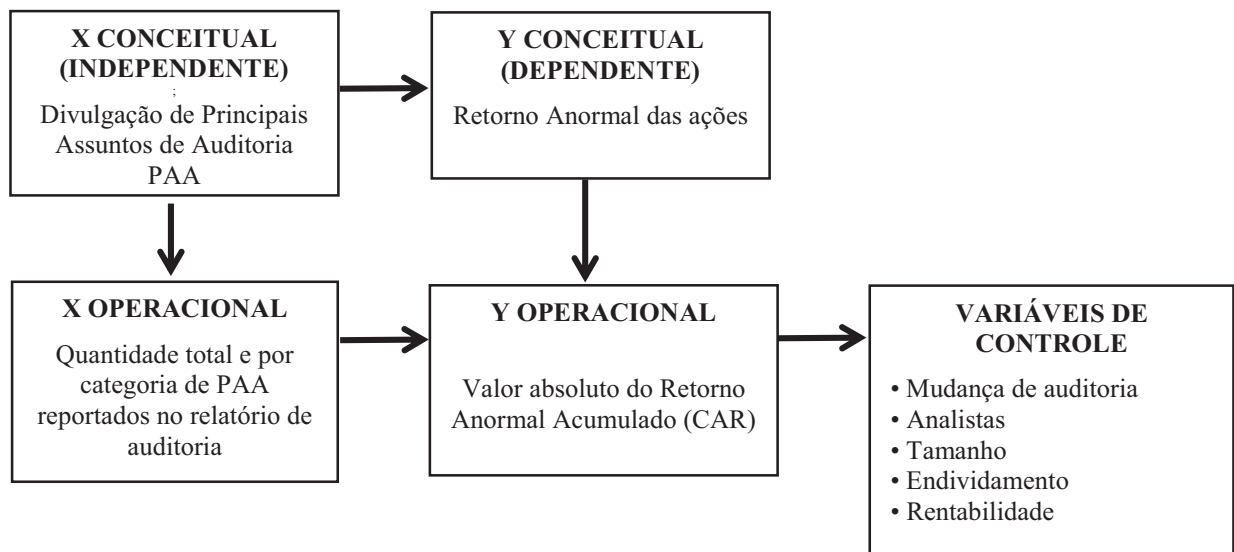 X CONCEITUAL
(INDEPENDENTE)
;
Divulgação de Principais
Assuntos de Auditoria
PAA
Y CONCEITUAL
(DEPENDENTE)
Retorno Anormal das ações
X OPERACIONAL
Quantidade total e por
categoria de PAA
reportados no relatório de
auditoria
Y OPERACIONAL
Valor absoluto do Retorno
Anormal Acumulado (CAR)
VARIÁVEIS DE
CONTROLE
• Mudança de auditoria
• Analistas
• Tamanho
• Endividamento
• Rentabilidade